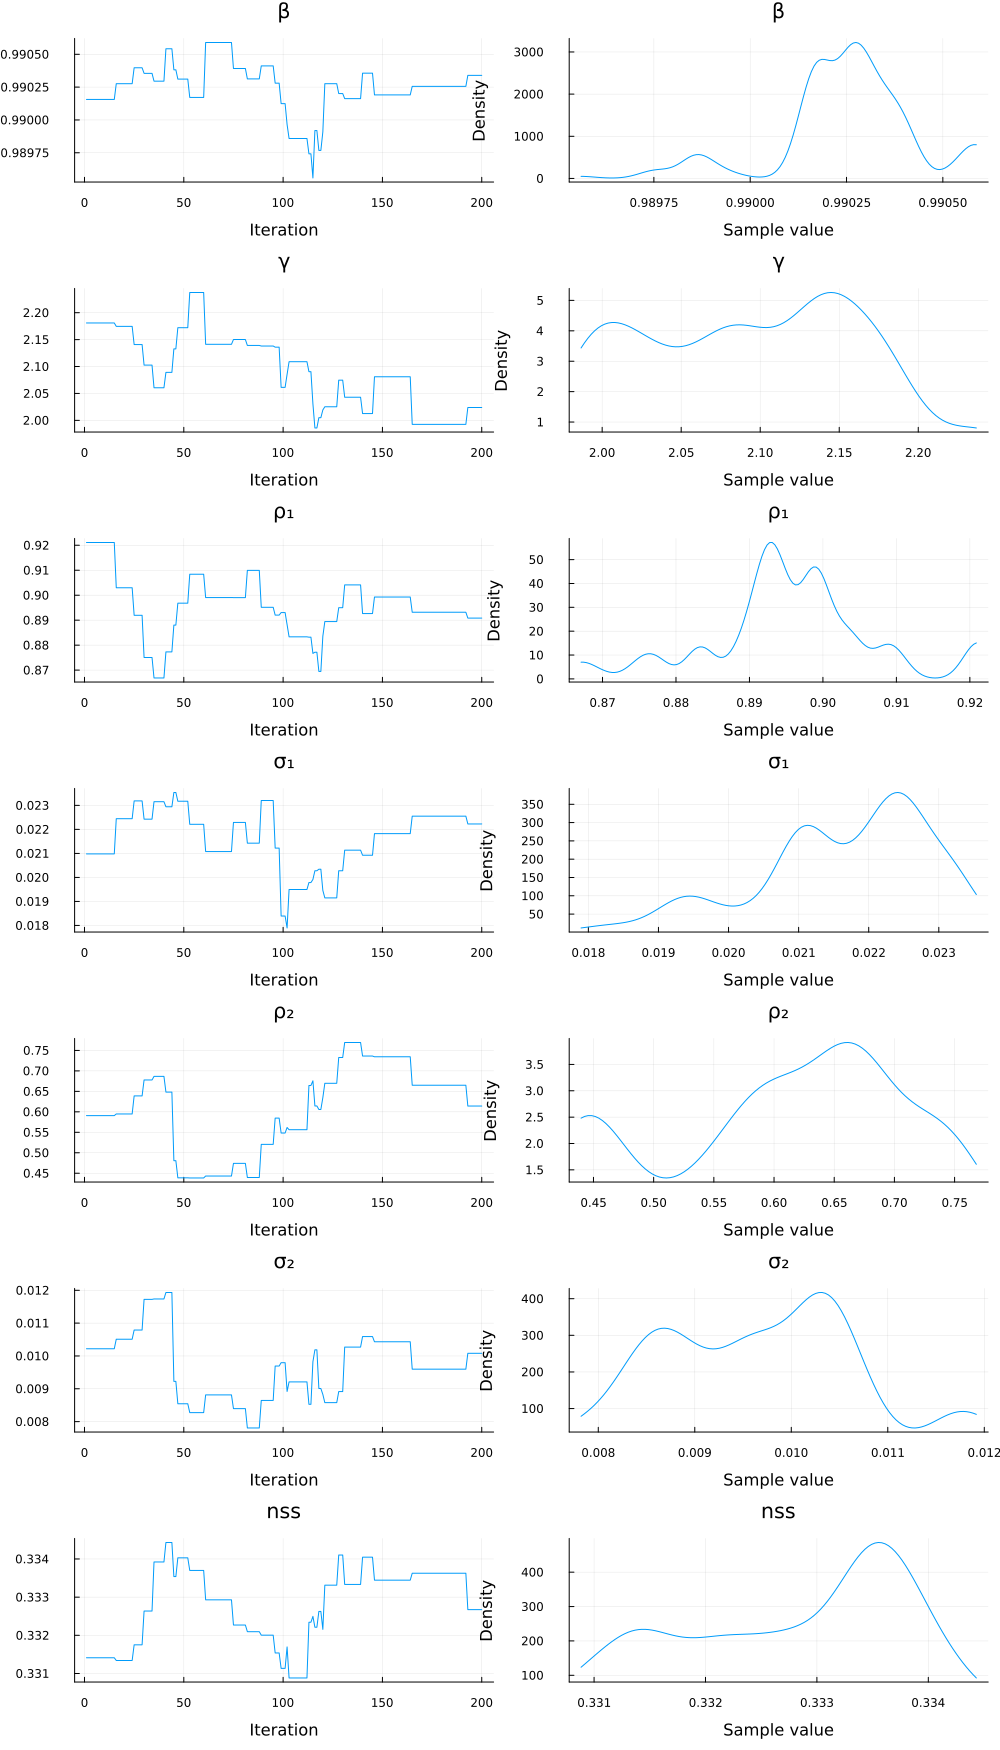 β β
0.99050
0.99025
0.99000
0.98975
0 50 100 150 200
Iteration
Density
3000
2000
1000
0
0.98975 0.99000 0.99025 0.99050
Sample value
γ γ
2.20
2.15
2.10
2.05
2.00
0 50 100 150 200
Iteration
Density
5
4
3
2
1
2.00 2.05 2.10 2.15 2.20
Sample value
ρ₁ ρ₁
0.92
0.91
0.90
0.89
0.88
0.87
0 50 100 150 200
Iteration
Density
50
40
30
20
10
0
0.87 0.88 0.89 0.90 0.91 0.92
Sample value
σ₁ σ₁
0.023
0.022
0.021
0.020
0.019
0.018
0 50 100 150 200
Iteration
Density
350
300
250
200
150
100
50
0.018 0.019 0.020 0.021 0.022 0.023
Sample value
ρ₂ ρ₂
0.75
0.70
0.65
0.60
0.55
0.50
0.45
0 50 100 150 200
Iteration
Density
3.5
3.0
2.5
2.0
1.5
0.45 0.50 0.55 0.60 0.65 0.70 0.75
Sample value
σ₂ σ₂
0.012
0.011
0.010
0.009
0.008
0 50 100 150 200
Iteration
Density
400
300
200
100
0.008 0.009 0.010 0.011 0.012
Sample value
nss nss
0.334
0.333
0.332
0.331
0 50 100 150 200
Iteration
Density
400
300
200
100
0.331 0.332 0.333 0.334
Sample value